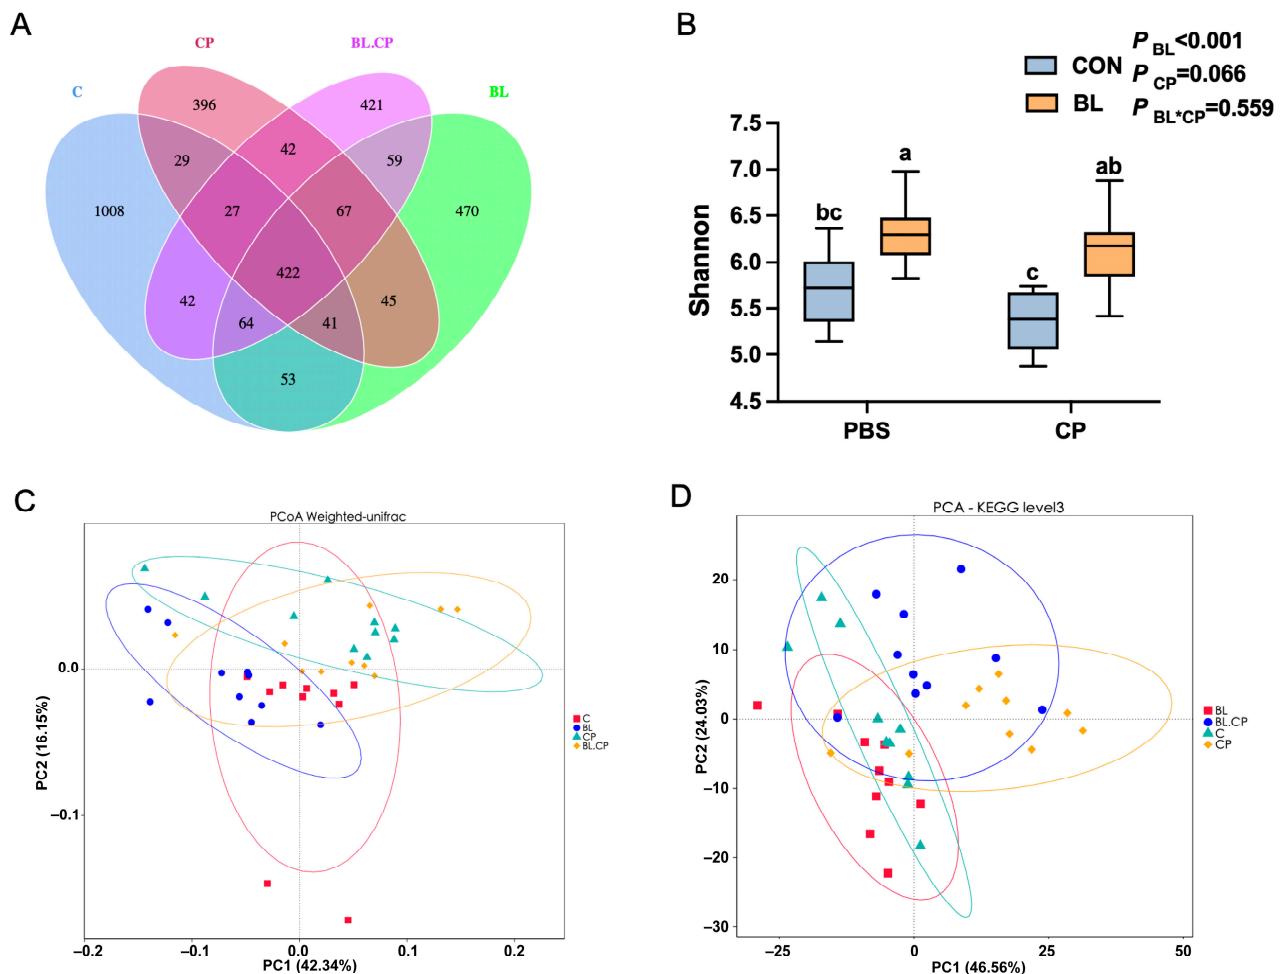 A
CP
BL.CP
C
BL
396
421
29
42
59
1008
27
67
470
422
42
45
64
41
53
B
CON
BL
P BL<0.001
P CP=0.066
P BL*CP=0.559
7.5
7.0
6.5
6.0
5.5
5.0
4.5
Shannon
bc
a
c
ab
PBS
CP
C
PCoA Weighted-unifrac
0.0
−0.1
PC2 (16.15%)
−0.2
−0.1
0.0
0.1
0.2
PC1 (42.34%)
C
BL
CP
BL.CP
D
PCA - KEGG level3
20
10
0
−10
−20
−30
PC2 (24.03%)
−25
0
25
50
PC1 (46.56%)
BL
BL.CP
C
CP